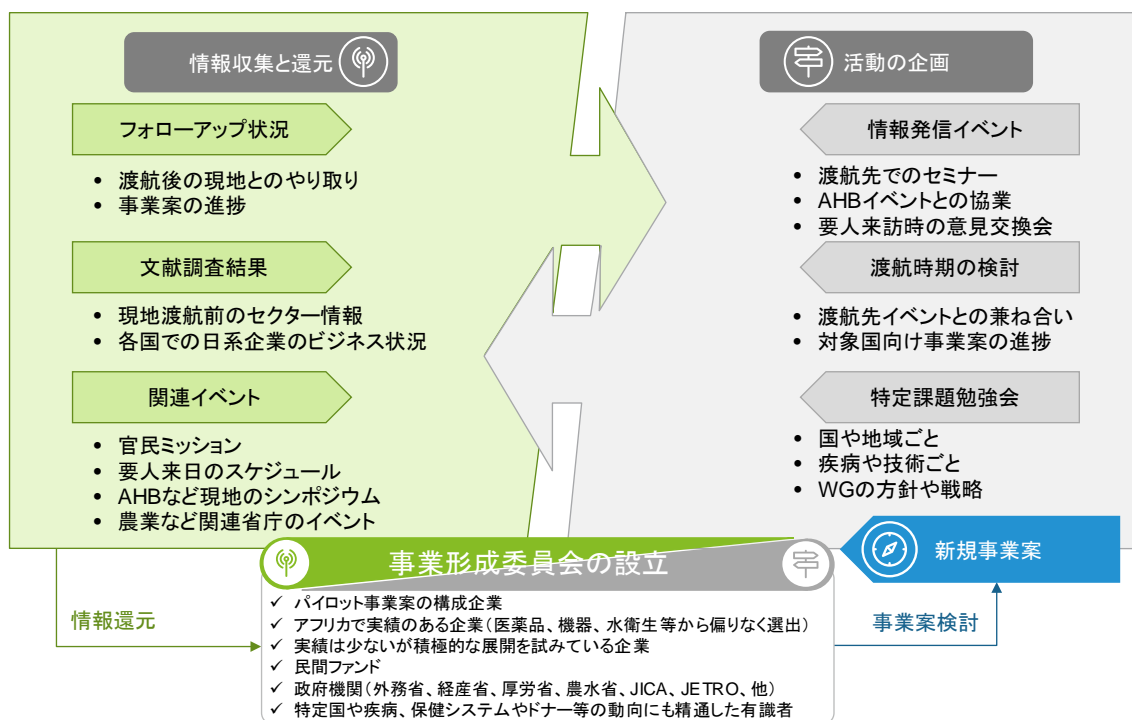 情報収集と還元
フォローアップ状況
• 渡航後の現地とのやり取り
• 事業案の進捗
文献調査結果
• 現地渡航前のセクター情報
• 各国での日系企業のビジネス状況
関連イベント
• 官民ミッション
• 要人来日のスケジュール
• AHBなど現地のシンポジウム
• 農業など関連省庁のイベント
活動の企画
情報発信イベント
• 渡航先でのセミナー
• AHBイベントとの協業
• 要人来訪時の意見交換会
渡航時期の検討
• 渡航先イベントとの兼ね合い
• 対象国向け事業案の進捗
特定課題勉強会
• 国や地域ごと
• 疾病や技術ごと
• WGの方針や戦略
新規事業案
事業形成委員会の設立
✓ パイロット事業案の構成企業
✓ アフリカで実績のある企業(医薬品、機器、水衛生等から偏りなく選出)
✓ 実績は少ないが積極的な展開を試みている企業
✓ 民間ファンド
✓ 政府機関(外務省、経産省、厚労省、農水省、JICA、JETRO、他)
✓ 特定国や疾病、保健システムやドナー等の動向にも精通した有識者
情報還元
事業案検討